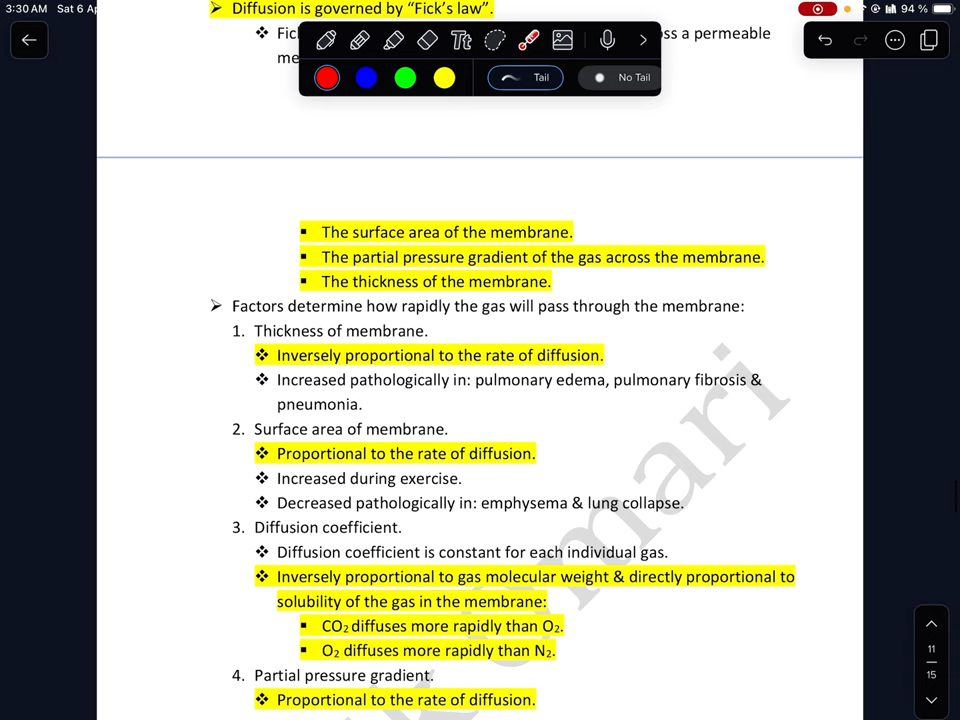 3:30 AM Sat 6 Ap
94 %
➢ Diffusion is governed by “Fick’s law”.
❖ Fic ss a permeable
me
Tail
No Tail
▪ The surface area of the membrane.
▪ The partial pressure gradient of the gas across the membrane.
▪ The thickness of the membrane.
➢ Factors determine how rapidly the gas will pass through the membrane:
1. Thickness of membrane.
❖ Inversely proportional to the rate of diffusion.
❖ Increased pathologically in: pulmonary edema, pulmonary fibrosis &
pneumonia.
2. Surface area of membrane.
❖ Proportional to the rate of diffusion.
❖ Increased during exercise.
❖ Decreased pathologically in: emphysema & lung collapse.
3. Diffusion coefficient.
❖ Diffusion coefficient is constant for each individual gas.
❖ Inversely proportional to gas molecular weight & directly proportional to
solubility of the gas in the membrane:
▪ CO₂ diffuses more rapidly than O₂.
▪ O₂ diffuses more rapidly than N₂.
4. Partial pressure gradient.
❖ Proportional to the rate of diffusion.
11
15